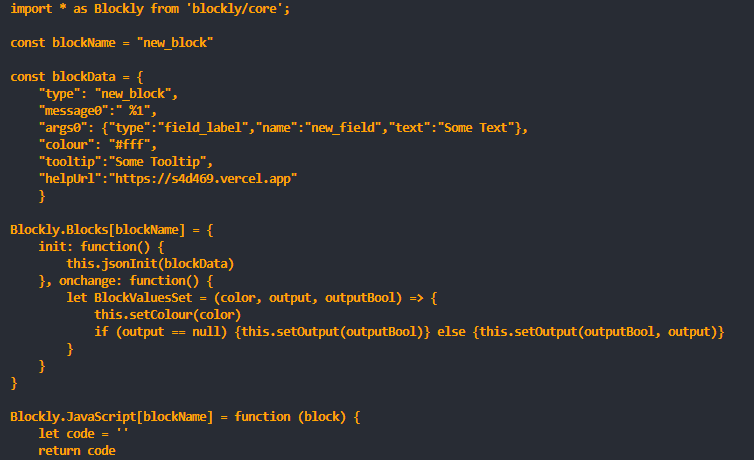 import * as Blockly from 'blockly/core';

const blockName = "new_block"

const blockData = {
    "type": "new_block",
    "message0":" %1",
    "args0": {"type":"field_label","name":"new_field","text":"Some Text"},
    "colour": "#fff",
    "tooltip":"Some Tooltip",
    "helpUrl":"https://s4d469.vercel.app"
    }

Blockly.Blocks[blockName] = {
    init: function() {
        this.jsonInit(blockData)
    }, onchange: function() {
        let BlockValuesSet = (color, output, outputBool) => {
            this.setColour(color)
            if (output == null) {this.setOutput(outputBool)} else {this.setOutput(outputBool, output)}
        }
    }
}

Blockly.JavaScript[blockName] = function (block) {
    let code = ''
    return code